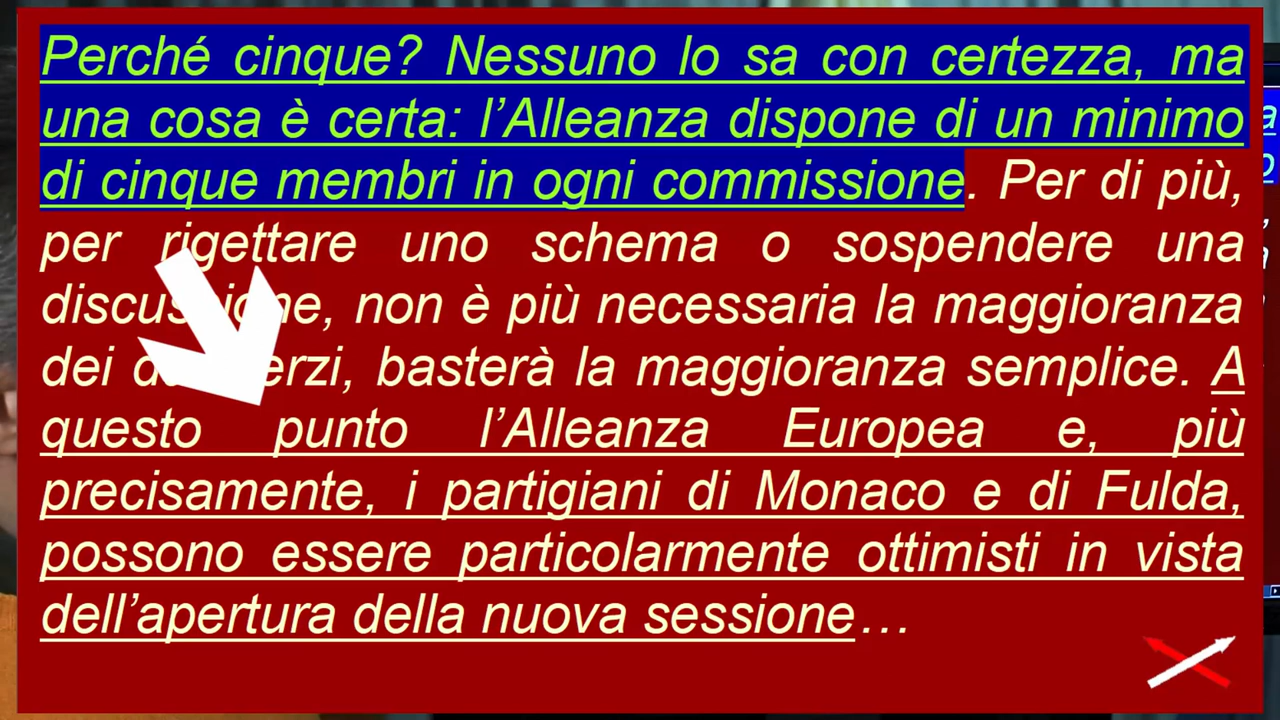 Perché cinque? Nessuno lo sa con certezza, ma
una cosa è certa: l’Alleanza dispone di un minimo
di cinque membri in ogni commissione. Per di più,
per rigettare uno schema o sospendere una
discussione, non è più necessaria la maggioranza
dei due terzi, basterà la maggioranza semplice. A
questo punto l’Alleanza Europea e, più
precisamente, i partigiani di Monaco e di Fulda,
possono essere particolarmente ottimisti in vista
dell’apertura della nuova sessione…